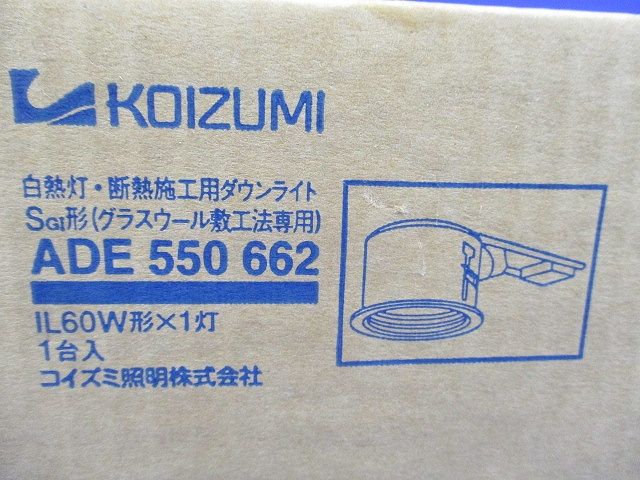 KOIZUMI
白熱灯・断熱施工用ダウンライト
SGI形(グラスウール敷工法専用)
ADE 550 662
IL60W形×1灯
1台入
コイズミ照明株式会社